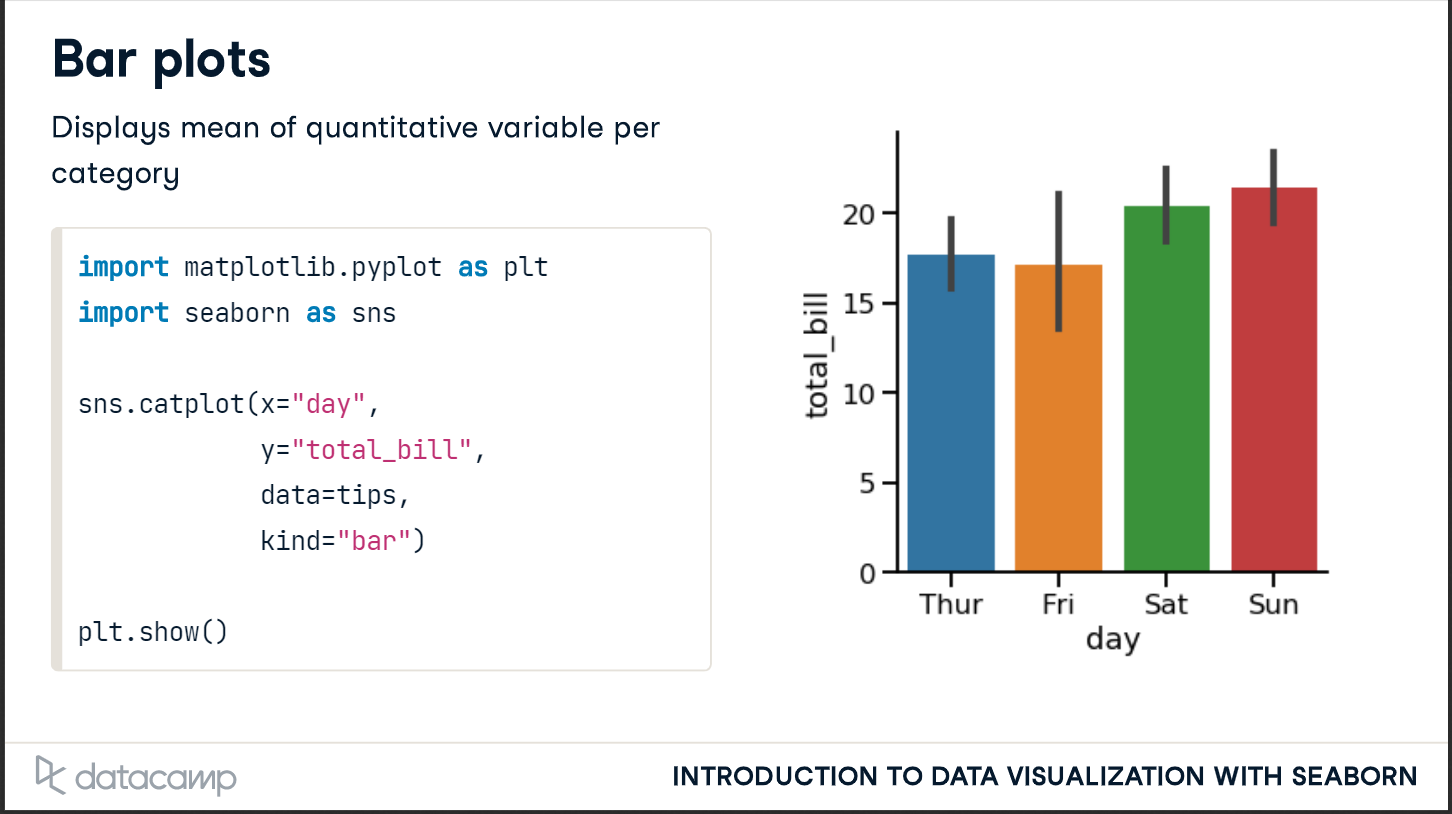 Bar plots
Displays mean of quantitative variable per
category
import matplotlib.pyplot as plt
import seaborn as sns
sns.catplot(x="day",
y="total_bill",
data=tips,
kind="bar")
plt.show()
total_bill
20
15
10
5
0
Thur Fri Sat Sun
day
datacamp
INTRODUCTION TO DATA VISUALIZATION WITH SEABORN